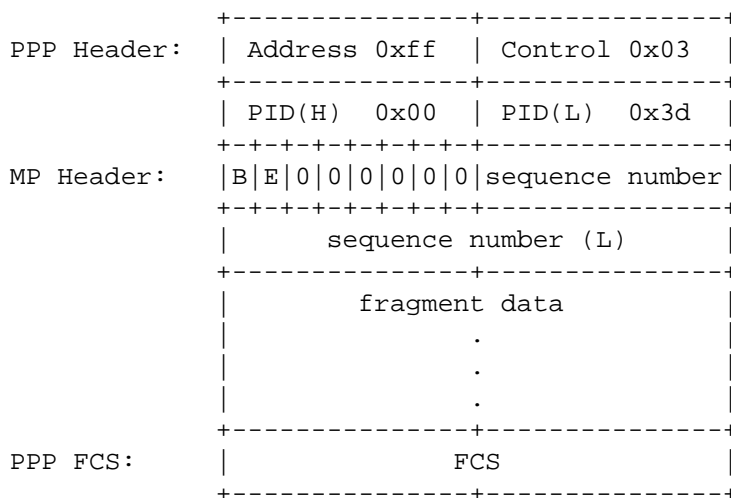 +---------------+---------------+
PPP Header: | Address 0xff | Control 0x03 |
+---------------+---------------+
| PID(H) 0x00 | PID(L) 0x3d |
+-+-+-+-+-+-+-+-+---------------+
MP Header: |B|E|0|0|0|0|0|0|sequence number|
+-+-+-+-+-+-+-+-+---------------+
| sequence number (L) |
+---------------+---------------+
| fragment data |
| . |
| . |
| . |
+---------------+---------------+
PPP FCS: | FCS |
+---------------+---------------+